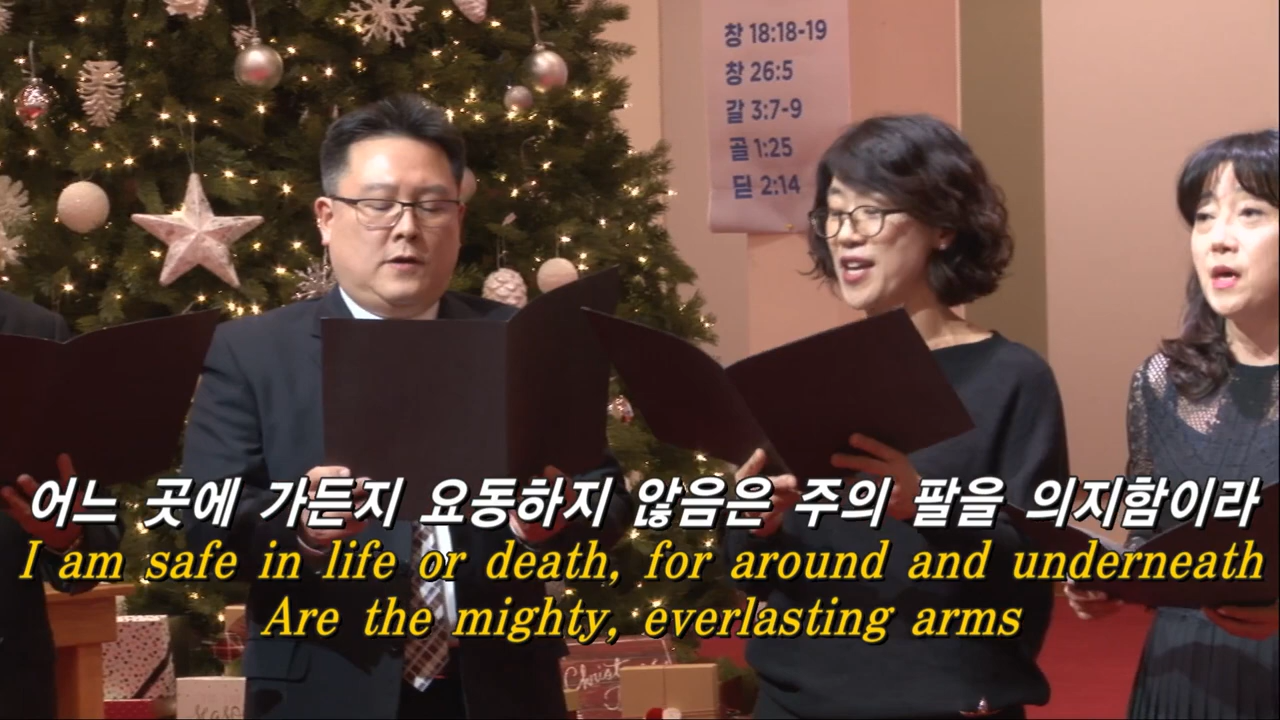 창 18:18-19
창 26:5
갈 3:7-9
골 1:25
딛 2:14
어느 곳에 가든지 요동하지 않음은 주의 팔을 의지함이라
I am safe in life or death, for around and underneath
Are the mighty, everlasting arms
Christmas